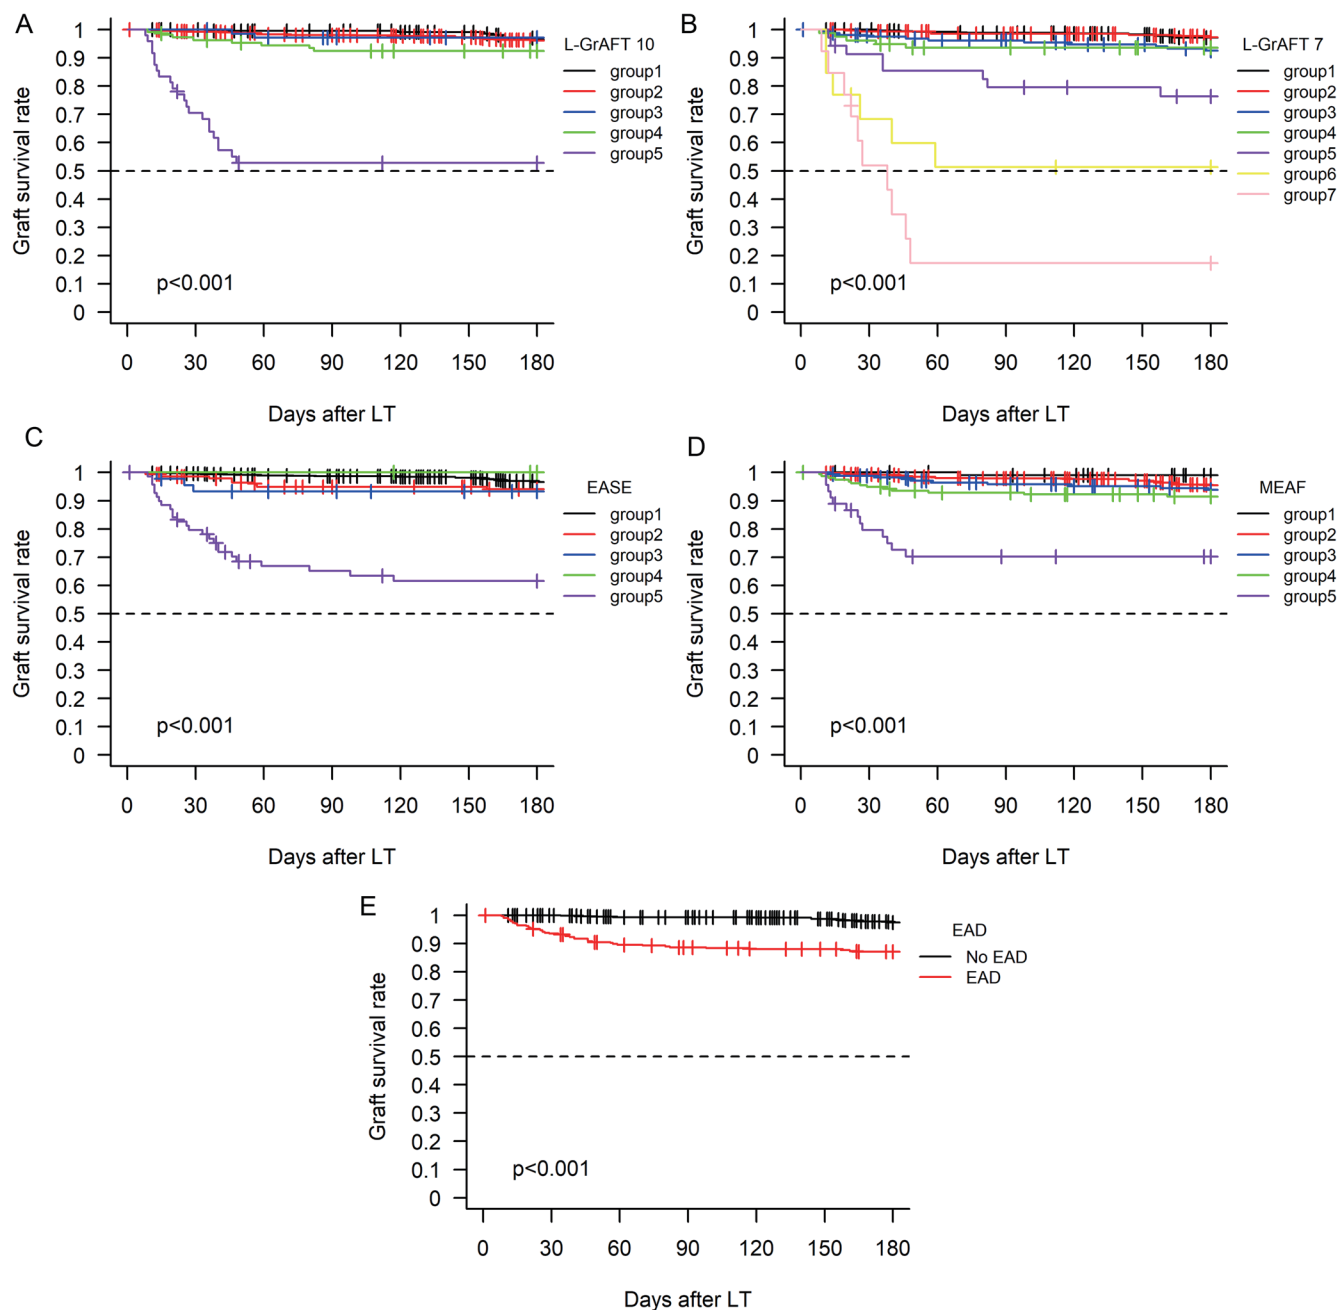 A
L-GrAFT 10
group1
group2
group3
group4
group5
Graft survival rate
1
0.9
0.8
0.7
0.6
0.5
0.4
0.3
0.2
0.1
0
p<0.001
0 30 60 90 120 150 180
Days after LT
B
L-GrAFT 7
group1
group2
group3
group4
group5
group6
group7
Graft survival rate
1
0.9
0.8
0.7
0.6
0.5
0.4
0.3
0.2
0.1
0
p<0.001
0 30 60 90 120 150 180
Days after LT
C
EASE
group1
group2
group3
group4
group5
Graft survival rate
1
0.9
0.8
0.7
0.6
0.5
0.4
0.3
0.2
0.1
0
p<0.001
0 30 60 90 120 150 180
Days after LT
D
MEAF
group1
group2
group3
group4
group5
Graft survival rate
1
0.9
0.8
0.7
0.6
0.5
0.4
0.3
0.2
0.1
0
p<0.001
0 30 60 90 120 150 180
Days after LT
E
EAD
No EAD
EAD
Graft survival rate
1
0.9
0.8
0.7
0.6
0.5
0.4
0.3
0.2
0.1
0
p<0.001
0 30 60 90 120 150 180
Days after LT